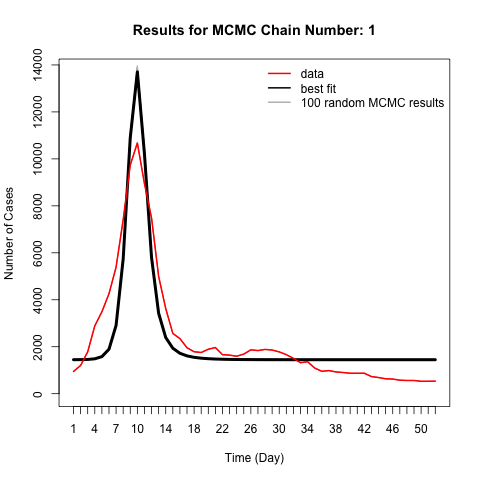 Results for MCMC Chain Number: 1
data
best fit
100 random MCMC results
Number of Cases
14000
12000
10000
8000
6000
4000
2000
0
1 4 7 10 14 18 22 26 30 34 38 42 46 50
Time (Day)